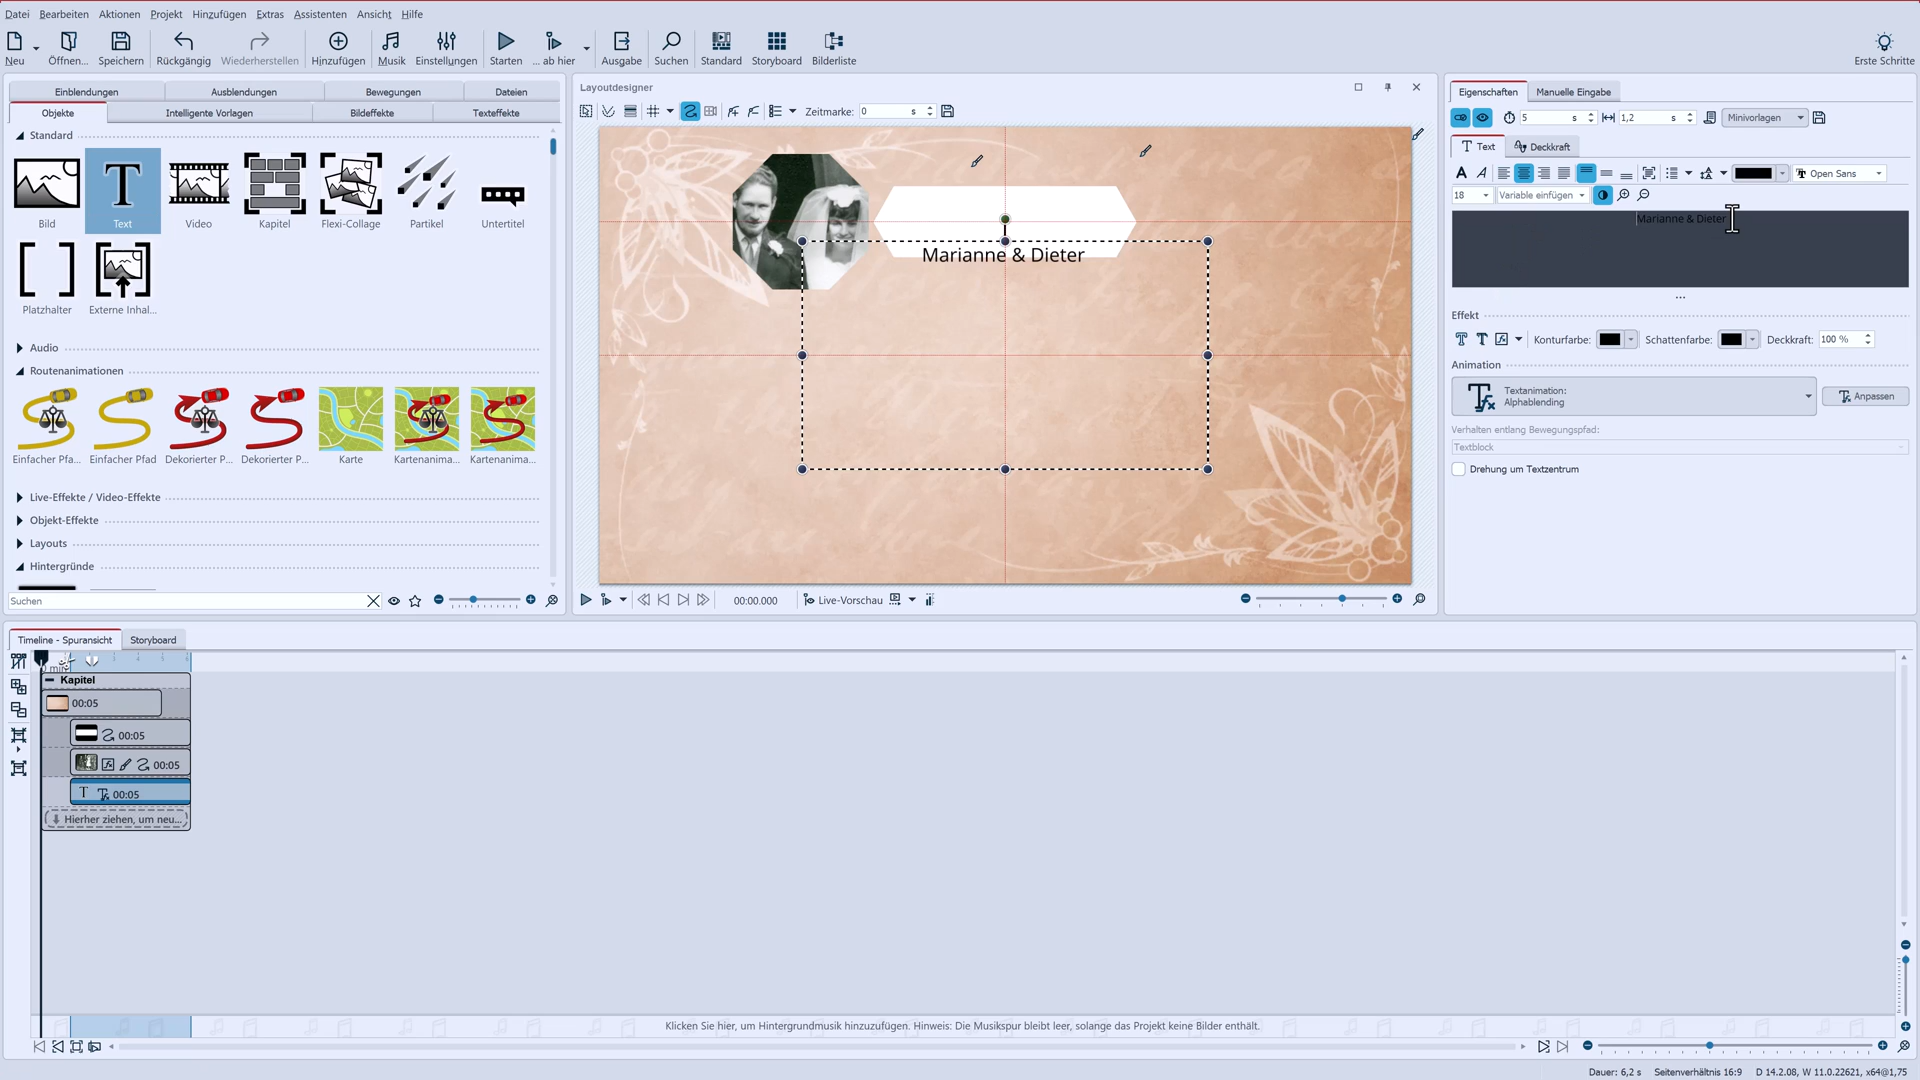 Datei Bearbeiten Aktionen Projekt Hinzufügen Extras Assistenten Ansicht Hilfe
Neu Öffnen... Speichern Rückgängig Wiederherstellen Hinzufügen Musik Einstellungen Starten ... ab hier Ausgabe Suchen Standard Storyboard Bilderliste Erste Schritte
Einblendungen Ausblendungen Bewegungen Dateien
Objekte Intelligente Vorlagen Bildeffekte Texteffekte
Standard
Bild Text Video Kapitel Flexi-Collage Partikel Untertitel
Platzhalter Externe Inhal...
Audio
Routenanimationen
Einfacher Pfa... Einfacher Pfad Dekorierter P... Dekorierter P... Karte Kartenanima... Kartenanima...
Live-Effekte / Video-Effekte
Objekt-Effekte
Layouts
Hintergründe
Suchen
Layoutdesigner
Zeitmarke: 0 s
Marianne & Dieter
00:00.000 Live-Vorschau
Eigenschaften Manuelle Eingabe
5 s 1,2 s Minivorlagen
Text Deckkraft
Open Sans
18 Variable einfügen
Marianne & Dieter
...
Effekt
Konturfarbe: Schattenfarbe: Deckkraft: 100 %
Animation
Textanimation:
Alphablending
Anpassen
Verhalten entlang Bewegungspfad:
Textblock
Drehung um Textzentrum
Timeline - Spuransicht Storyboard
Kapitel
00:05
00:05
00:05
00:05
Hierher ziehen, um neu...
Klicken Sie hier, um Hintergrundmusik hinzuzufügen. Hinweis: Die Musikspur bleibt leer, solange das Projekt keine Bilder enthält.
Dauer: 6,2 s Seitenverhältnis 16:9 D 14.2.08, W 11.0.22621, x64@1,75